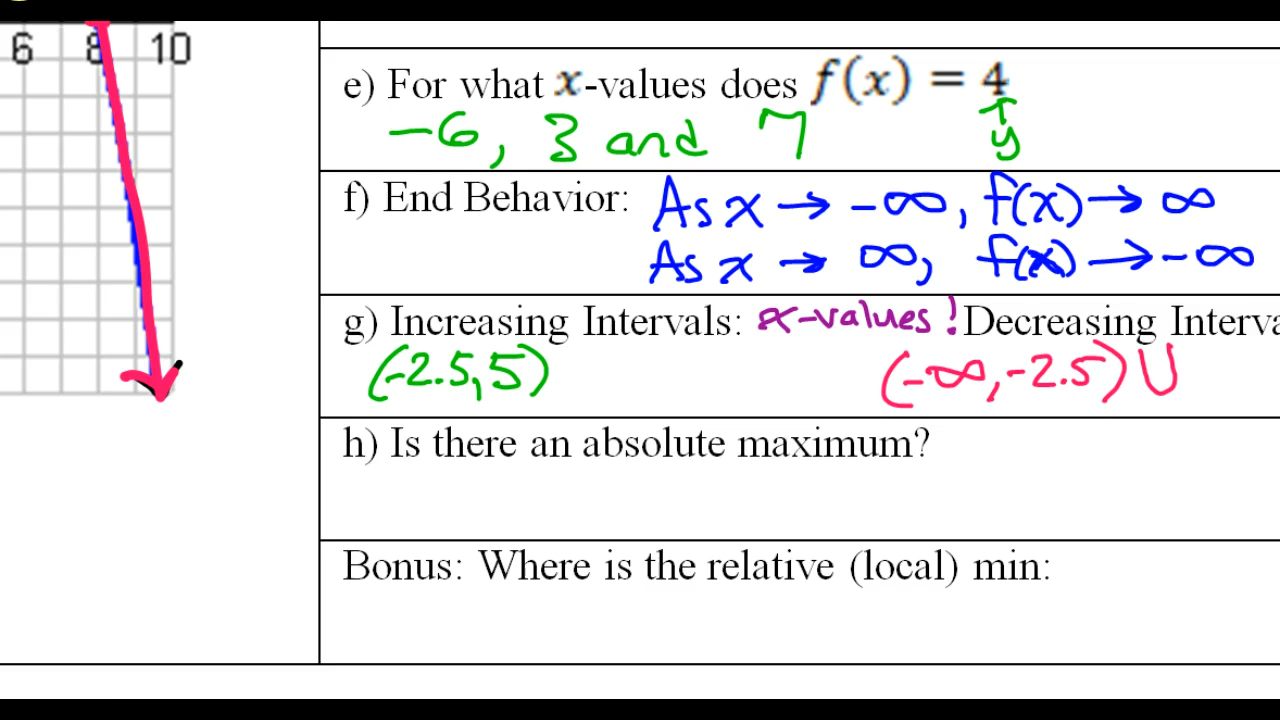 6 8 10
e) For what x-values does f(x) = 4
-6, 3 and 7 ↑
y
f) End Behavior: As x → -∞, f(x) → ∞
As x → ∞, f(x) → -∞
g) Increasing Intervals: x-values! Decreasing Interva
(-2.5, 5) (-∞, -2.5) U
h) Is there an absolute maximum?
Bonus: Where is the relative (local) min: